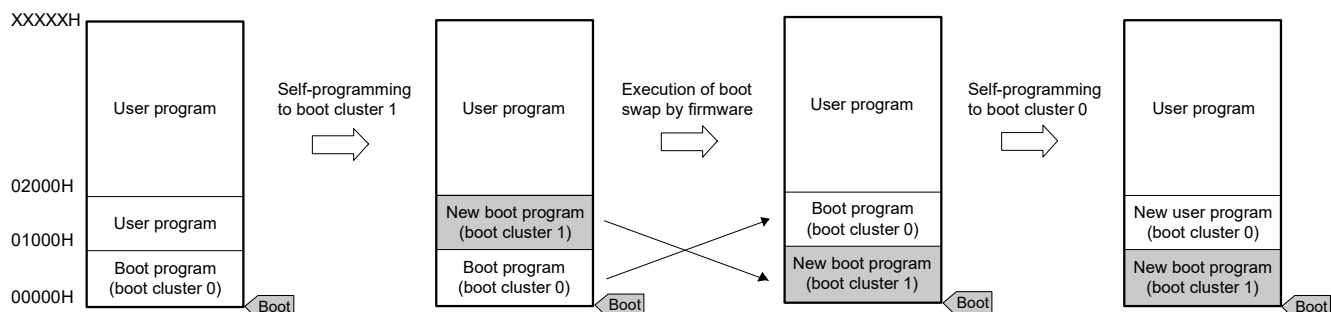 XXXXXH
User program
Self-programming
to boot cluster 1
User program
Execution of boot
swap by firmware
User program
Self-programming
to boot cluster 0
User program
02000H
User program
01000H
Boot program
(boot cluster 0)
00000H
Boot
New boot program
(boot cluster 1)
Boot program
(boot cluster 0)
Boot
Boot program
(boot cluster 0)
New boot program
(boot cluster 1)
Boot
New user program
(boot cluster 0)
New boot program
(boot cluster 1)
Boot